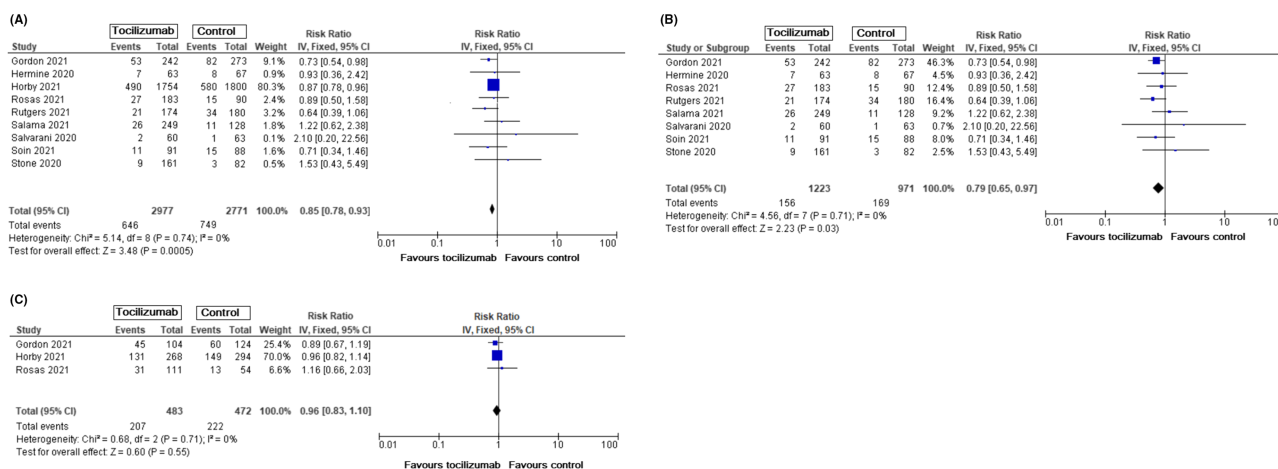 (A)
Tocilizumab Control Risk Ratio Risk Ratio
Study Events Total Events Total Weight IV, Fixed, 95% CI IV, Fixed, 95% CI
Gordon 2021 53 242 82 273 9.1% 0.73 [0.54, 0.98]
Hermine 2020 7 63 8 67 0.9% 0.93 [0.36, 2.42]
Horby 2021 490 1754 580 1800 80.3% 0.87 [0.78, 0.96]
Rosas 2021 27 183 15 90 2.4% 0.89 [0.50, 1.58]
Rutgers 2021 21 174 34 180 3.2% 0.64 [0.39, 1.06]
Salama 2021 26 249 11 128 1.8% 1.22 [0.62, 2.38]
Salvarani 2020 2 60 1 63 0.1% 2.10 [0.20, 22.56]
Soin 2021 11 91 15 88 1.6% 0.71 [0.34, 1.46]
Stone 2020 9 161 3 82 0.5% 1.53 [0.43, 5.49]
Total (95% CI) 2977 2771 100.0% 0.85 [0.78, 0.93]
Total events 646 749
Heterogeneity: Chi² = 5.14, df = 8 (P = 0.74); I² = 0%
Test for overall effect: Z = 3.48 (P = 0.0005)
0.01 0.1 1 10 100
Favours tocilizumab Favours control
(B)
Tocilizumab Control Risk Ratio Risk Ratio
Study or Subgroup Events Total Events Total Weight IV, Fixed, 95% CI IV, Fixed, 95% CI
Gordon 2021 53 242 82 273 46.3% 0.73 [0.54, 0.98]
Hermine 2020 7 63 8 67 4.5% 0.93 [0.36, 2.42]
Rosas 2021 27 183 15 90 12.4% 0.89 [0.50, 1.58]
Rutgers 2021 21 174 34 180 16.4% 0.64 [0.39, 1.06]
Salama 2021 26 249 11 128 9.2% 1.22 [0.62, 2.38]
Salvarani 2020 2 60 1 63 0.7% 2.10 [0.20, 22.56]
Soin 2021 11 91 15 88 8.0% 0.71 [0.34, 1.46]
Stone 2020 9 161 3 82 2.5% 1.53 [0.43, 5.49]
Total (95% CI) 1223 971 100.0% 0.79 [0.65, 0.97]
Total events 156 169
Heterogeneity: Chi² = 4.56, df = 7 (P = 0.71); I² = 0%
Test for overall effect: Z = 2.23 (P = 0.03)
0.01 0.1 1 10 100
Favours tocilizumab Favours control
(C)
Tocilizumab Control Risk Ratio Risk Ratio
Study Events Total Events Total Weight IV, Fixed, 95% CI IV, Fixed, 95% CI
Gordon 2021 45 104 60 124 25.4% 0.89 [0.67, 1.19]
Horby 2021 131 268 149 294 70.0% 0.96 [0.82, 1.14]
Rosas 2021 31 111 13 54 6.6% 1.16 [0.66, 2.03]
Total (95% CI) 483 472 100.0% 0.96 [0.83, 1.10]
Total events 207 222
Heterogeneity: Chi² = 0.68, df = 2 (P = 0.71); I² = 0%
Test for overall effect: Z = 0.60 (P = 0.55)
0.01 0.1 1 10 100
Favours tocilizumab Favours control